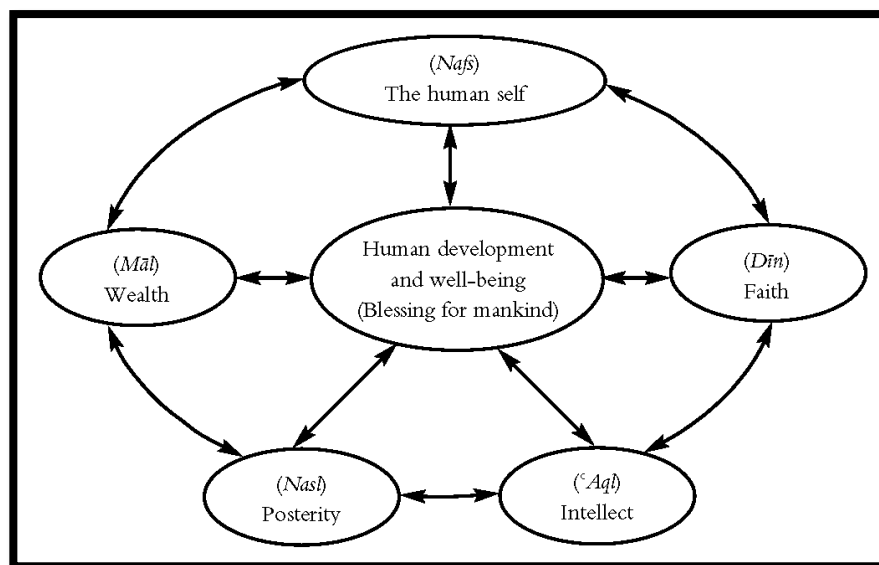 (Nafs)
The human self
Human development
and well-being
(Blessing for mankind)
(Māl)
Wealth
(Dīn)
Faith
(Nasl)
Posterity
(ᶜAql)
Intellect